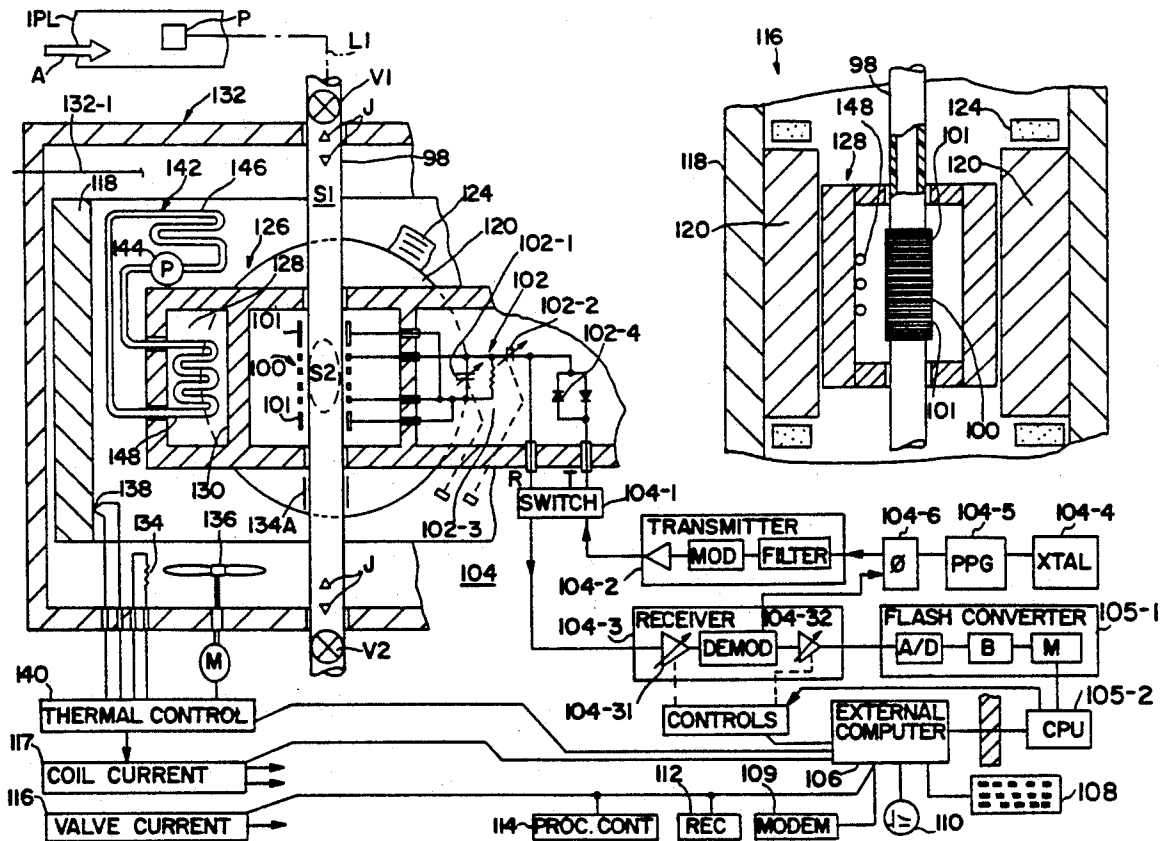 IPL
P
A
L1
V1
132-1
132
J
118
142
146
98
S1
124
126
120
102-1
144
P
128
102
102-2
102-4
101
100
S2
101
148
130
138
134
136
134A
102-3
J
104
R
SWITCH
104-1
M
V2
140
THERMAL CONTROL
117
COIL CURRENT
116
VALVE CURRENT
116
98
148
124
118
128
101
120
120
101
100
TRANSMITTER
MOD
FILTER
104-2
104-6
Ø
104-5
PPG
104-4
XTAL
104-3
RECEIVER
104-32
DEMOD
104-31
FLASH CONVERTER
105-1
A/D
B
M
CONTROLS
EXTERNAL
COMPUTER
106
CPU
105-2
108
110
114
PROC. CONT
112
REC
109
MODEM